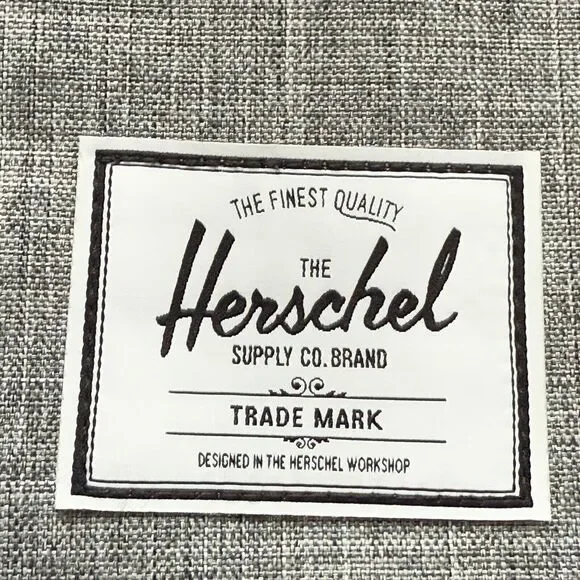 THE FINEST QUALITY
THE
Herschel
SUPPLY CO. BRAND
TRADE MARK
DESIGNED IN THE HERSCHEL WORKSHOP